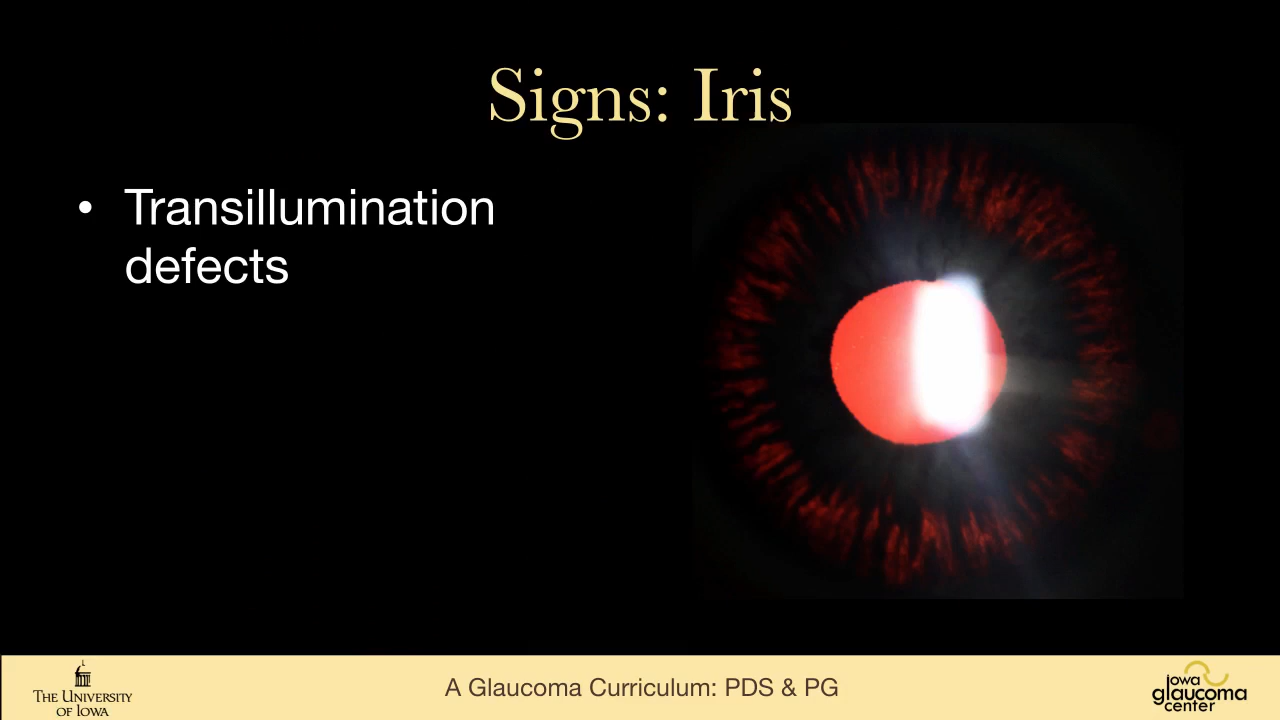 Signs: Iris
• Transillumination
defects
THE UNIVERSITY
OF IOWA
A Glaucoma Curriculum: PDS & PG
iowa
glaucoma
center